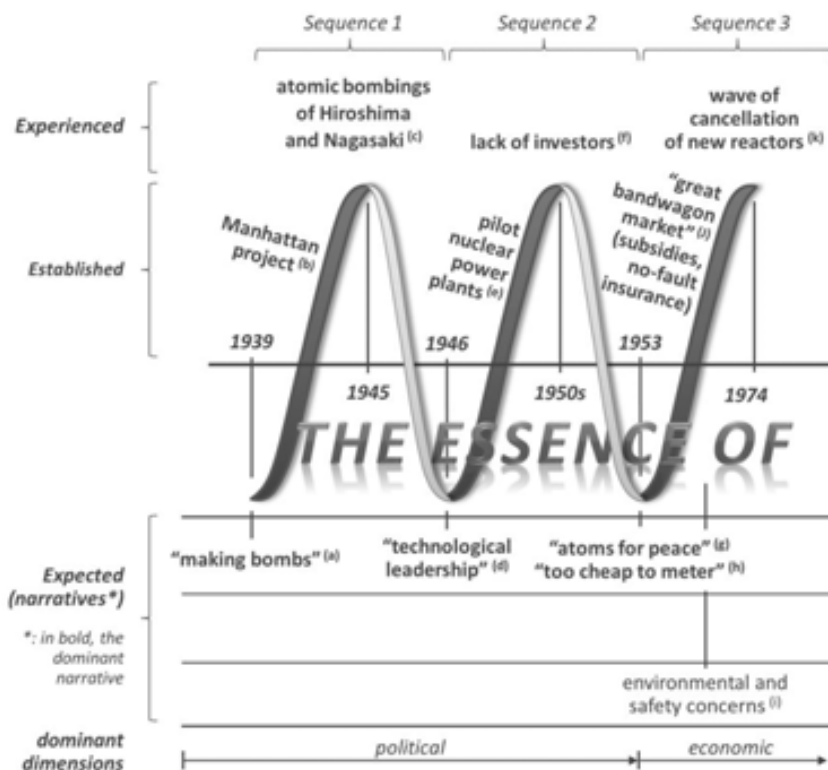 Sequence 1
Sequence 2
Sequence 3
Experienced
atomic bombings
of Hiroshima
and Nagasaki (c)
lack of investors (f)
wave of
cancellation
of new reactors (k)
Established
Manhattan
project (b)
pilot
nuclear
power
plants (e)
"great
bandwagon
market" (j)
(subsidies,
no-fault
insurance)
1939
1946
1953
1945
1950s
1974
THE ESSENCE OF
Expected
(narratives*)
*: in bold, the
dominant
narrative
"making bombs" (a)
"technological
leadership" (d)
"atoms for peace" (g)
"too cheap to meter" (h)
environmental and
safety concerns (i)
dominant
dimensions
political
economic